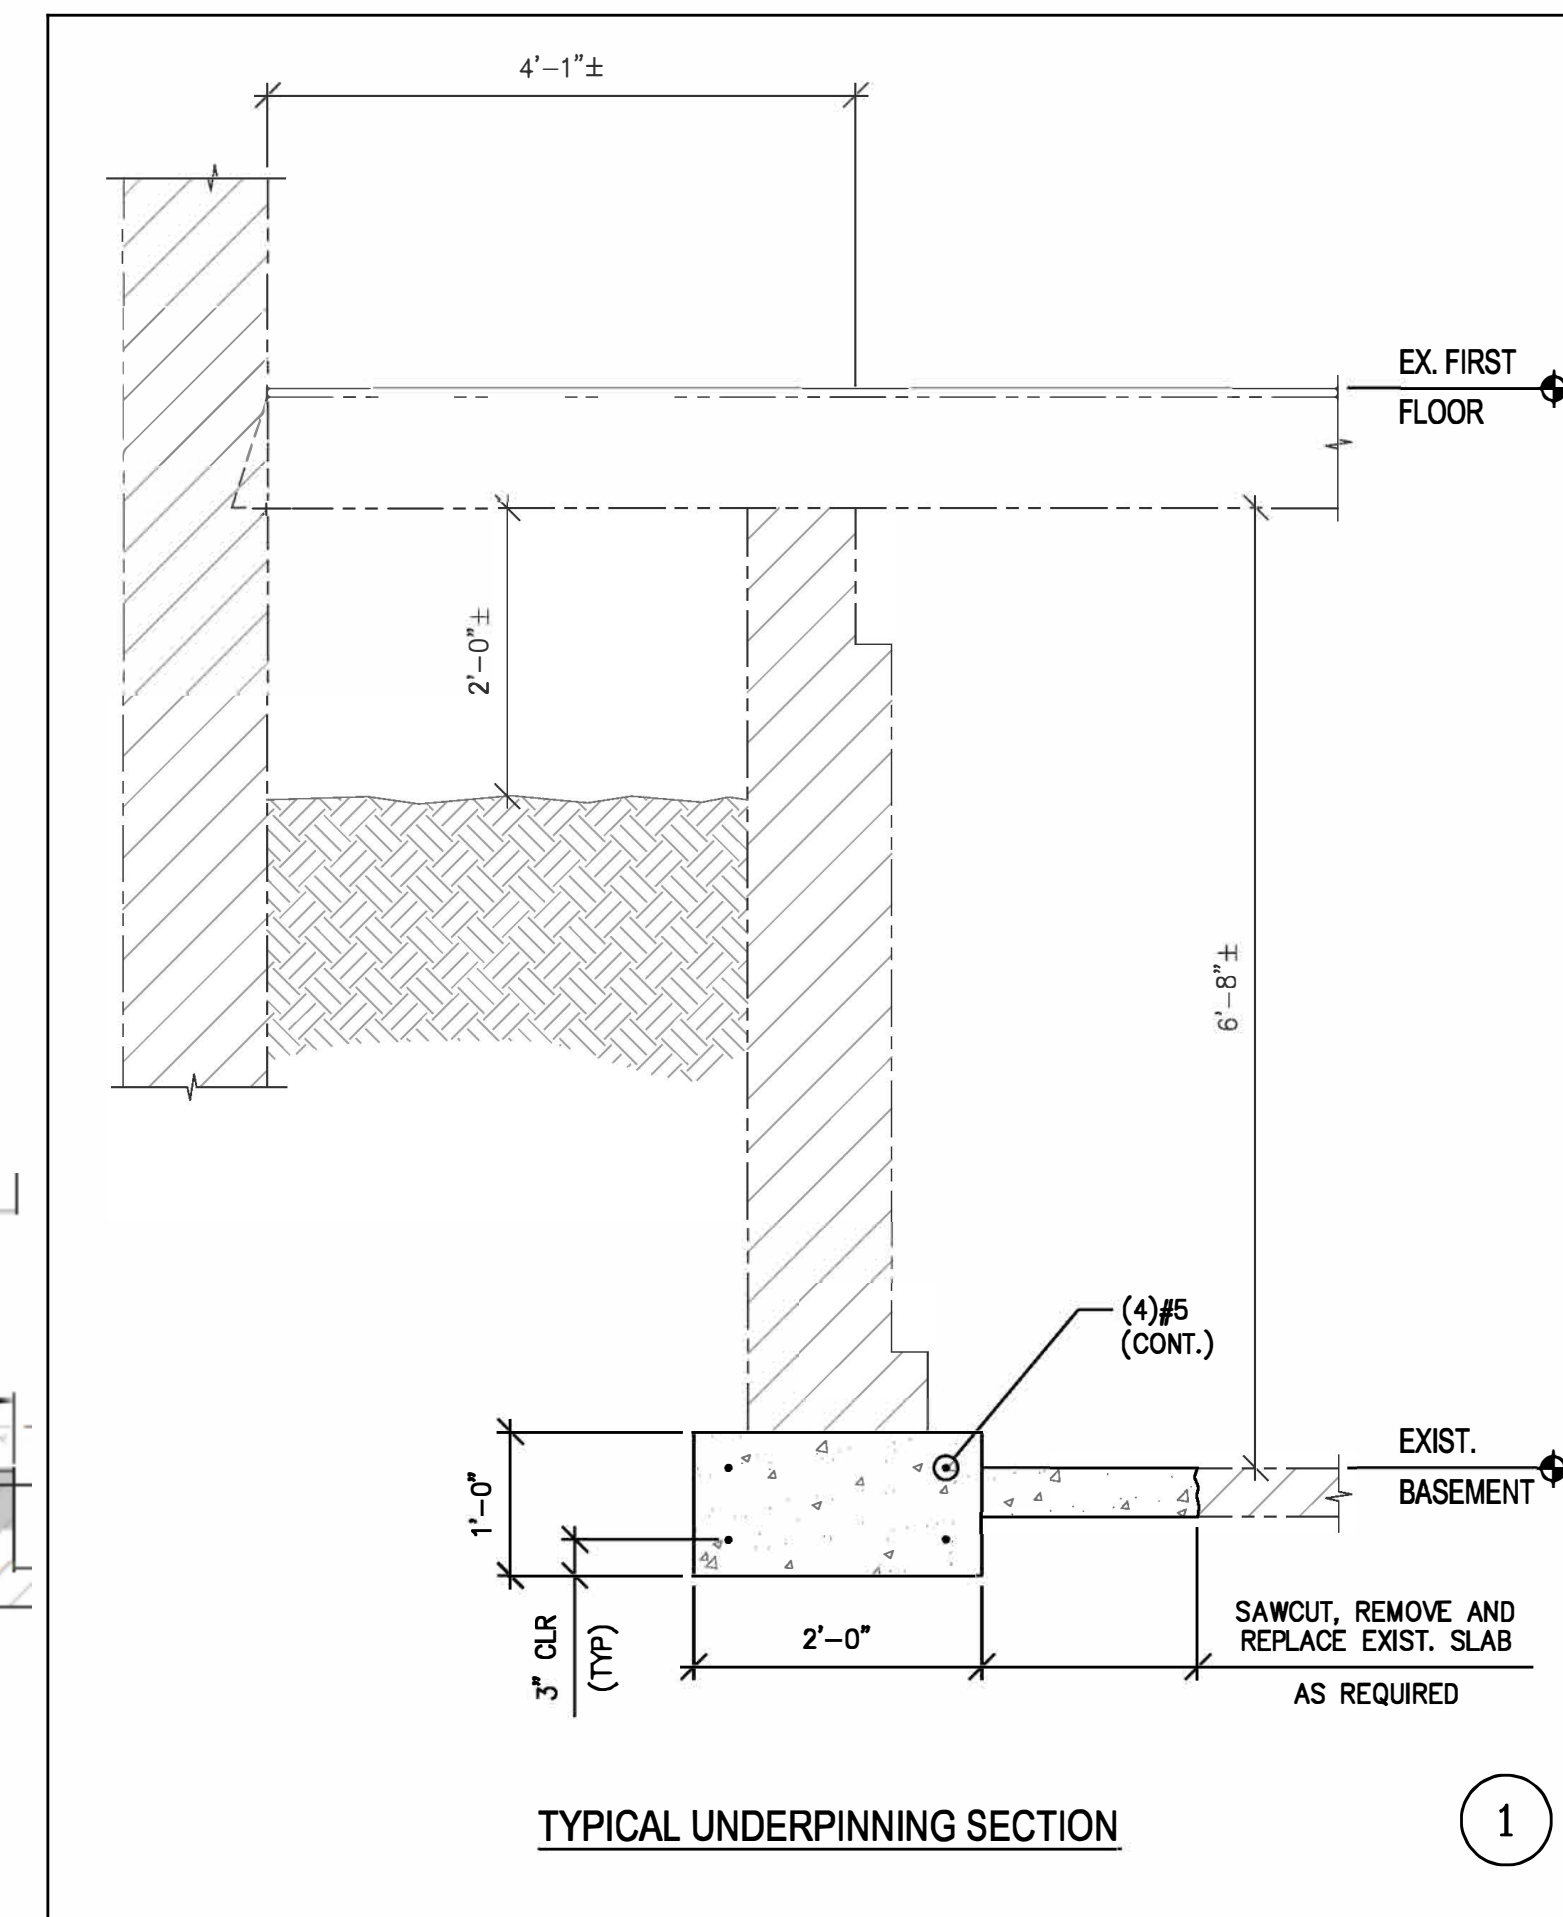 4'-1"±
EX. FIRST
FLOOR
2'-0"±
6'-8"±
(4)#5
(CONT.)
1'-0"
EXIST.
BASEMENT
3" CLR
(TYP)
2'-0"
SAWCUT, REMOVE AND
REPLACE EXIST. SLAB
AS REQUIRED
TYPICAL UNDERPINNING SECTION
1